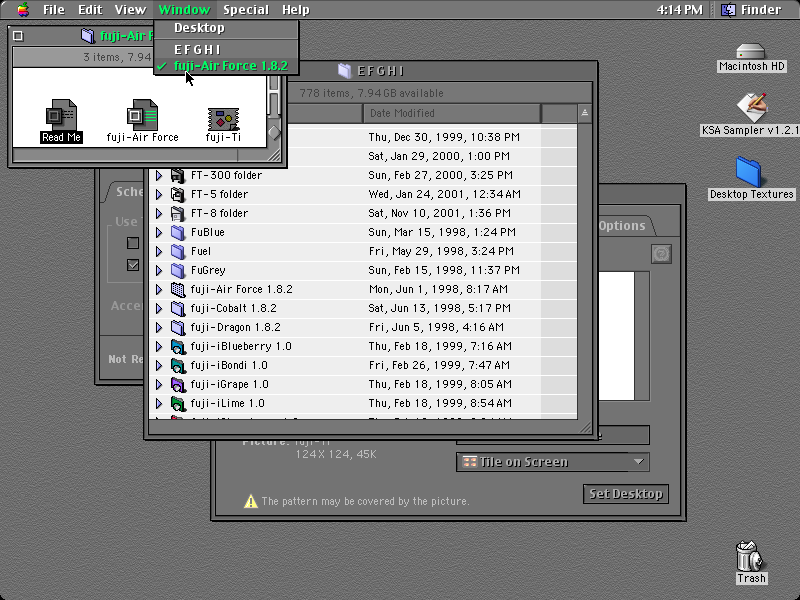 File Edit View Window Special Help 4:14 PM Finder
Desktop
E F G H I
fuji-Air Force 1.8.2
fuji-Air F
3 items, 7.94
Read Me
fuji-Air Force
fuji-Ti
E F G H I
778 items, 7.94 GB available
Date Modified
Thu, Dec 30, 1999, 10:38 PM
Sat, Jan 29, 2000, 1:00 PM
FT-300 folder Sun, Feb 27, 2000, 3:25 PM
FT-5 folder Wed, Jan 24, 2001, 12:34 AM
FT-8 folder Sat, Nov 10, 2001, 1:36 PM
FuBlue Sun, Mar 15, 1998, 1:24 PM
Fuel Fri, May 29, 1998, 3:24 PM
FuGrey Sun, Feb 15, 1998, 11:37 PM
fuji-Air Force 1.8.2 Mon, Jun 1, 1998, 8:17 AM
fuji-Cobalt 1.8.2 Sat, Jun 13, 1998, 5:17 PM
fuji-Dragon 1.8.2 Fri, Jun 5, 1998, 4:16 AM
fuji-iBlueberry 1.0 Thu, Feb 18, 1999, 7:16 AM
fuji-iBondi 1.0 Fri, Feb 26, 1999, 7:47 AM
fuji-iGrape 1.0 Thu, Feb 18, 1999, 8:05 AM
fuji-iLime 1.0 Thu, Feb 18, 1999, 8:54 AM
Sche
Use
Acce
Not Re
Options
Picture: fuji-Ti
124 X 124, 45K
Tile on Screen
The pattern may be covered by the picture.
Set Desktop
Macintosh HD
KSA Sampler v1.2.1
Desktop Textures
Trash